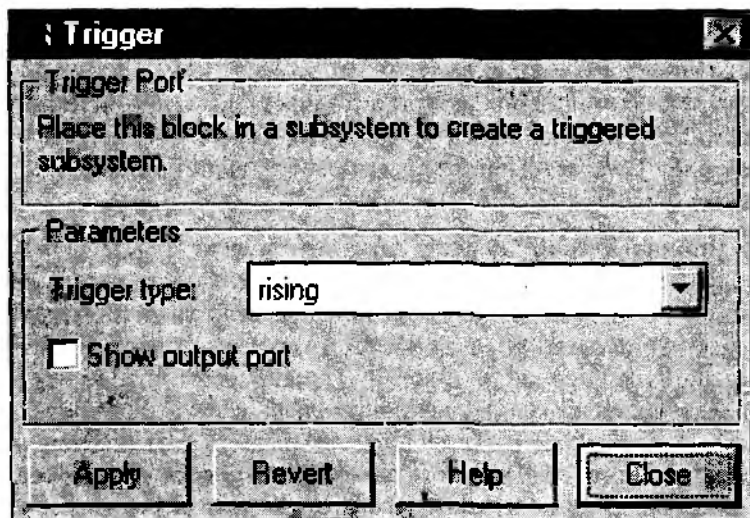 Trigger
Trigger Port
Place this block in a subsystem to create a triggered
subsystem.
Parameters
Trigger type:
rising
Show output port
Apply
Revert
Help
Close